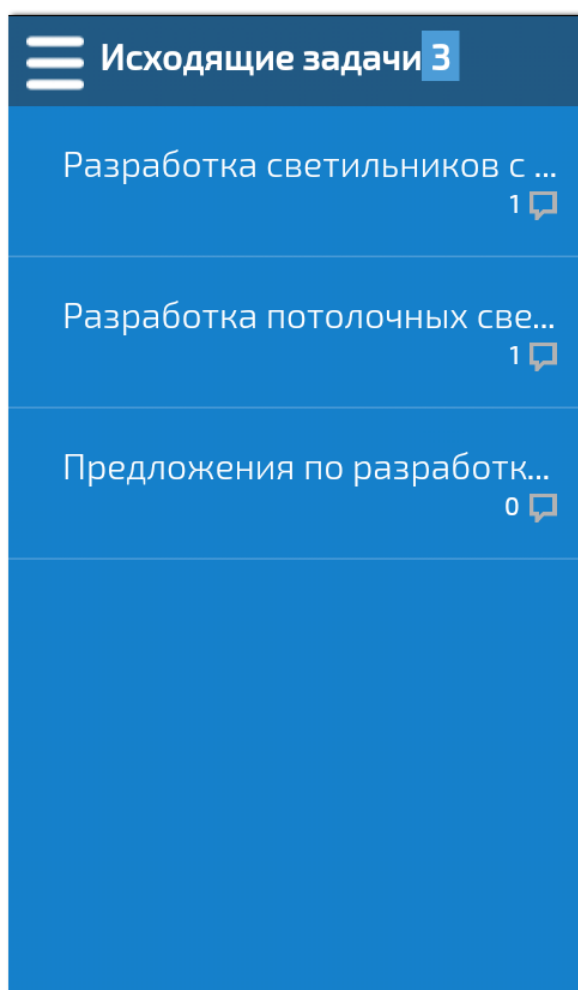 Исходящие задачи 3
Разработка светильников с ...
1
Разработка потолочных све...
1
Предложения по разработк...
0